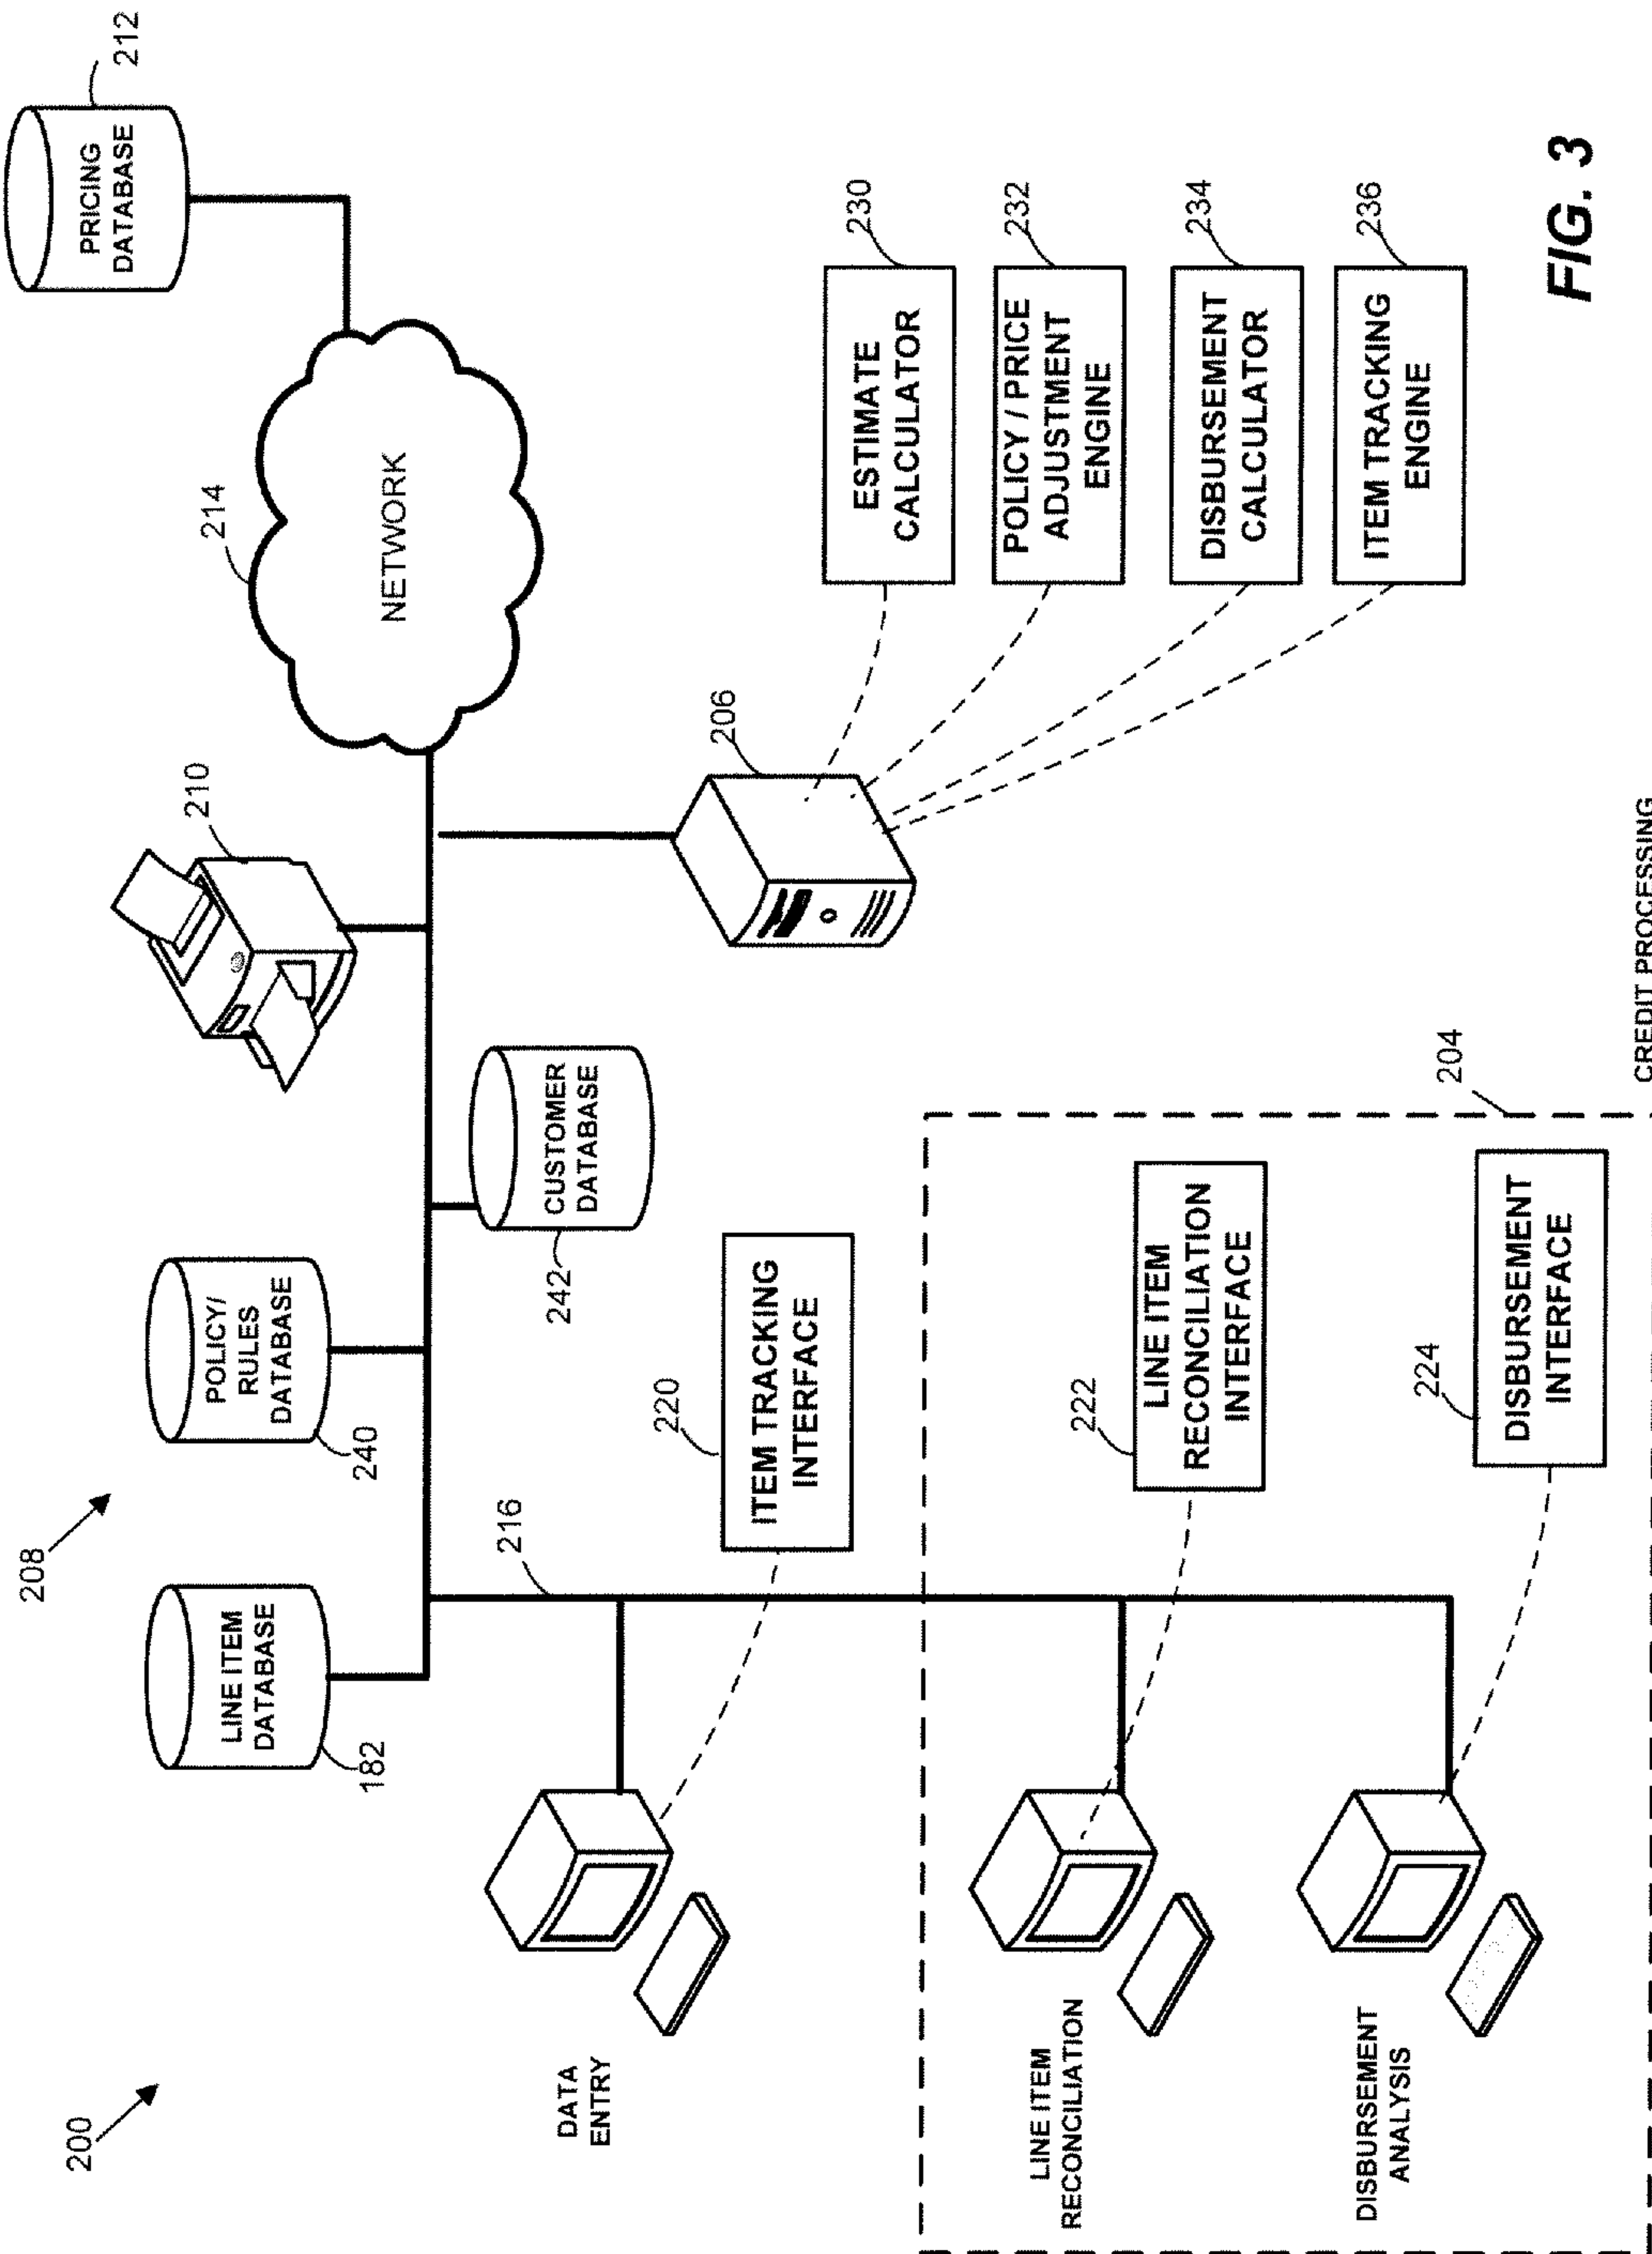 200
208
LINE ITEM
DATABASE
182
POLICY/
RULES
DATABASE
240
210
PRICING
DATABASE
212
214
NETWORK
CUSTOMER
DATABASE
242
206
216
DATA
ENTRY
220
ITEM TRACKING
INTERFACE
230
ESTIMATE
CALCULATOR
232
POLICY / PRICE
ADJUSTMENT
ENGINE
234
DISBURSEMENT
CALCULATOR
236
ITEM TRACKING
ENGINE
LINE ITEM
RECONCILIATION
222
LINE ITEM
RECONCILIATION
INTERFACE
204
DISBURSEMENT
ANALYSIS
224
DISBURSEMENT
INTERFACE
CREDIT PROCESSING
FIG. 3